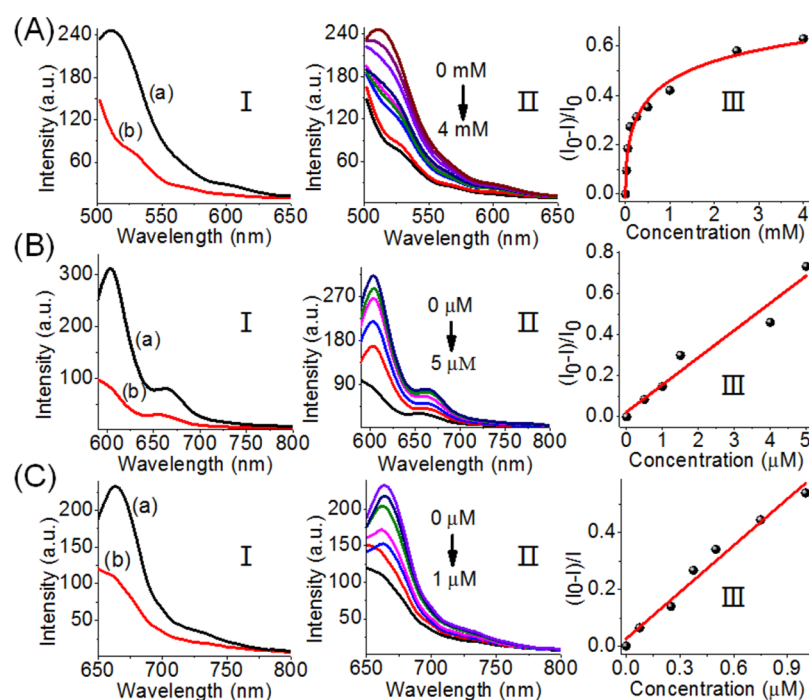 (A)
Intensity (a.u.)
240
180
120
60
(a)
(b)
I
500 550 600 650
Wavelength (nm)
Intensity (a.u.)
240
180
120
60
0 mM
4 mM
II
500 550 600 650
Wavelength (nm)
(I0-I)/I0
0.6
0.4
0.2
0.0
III
0 1 2 3 4
Concentration (mM)
(B)
Intensity (a.u.)
300
200
100
(a)
(b)
I
600 650 700 750 800
Wavelength (nm)
Intensity (a.u.)
270
180
90
0 μM
5 μM
II
600 650 700 750 800
Wavelength (nm)
(I0-I)/I0
0.8
0.6
0.4
0.2
0.0
III
0 1 2 3 4 5
Concentration (μM)
(C)
Intensity (a.u.)
250
200
150
100
50
(a)
(b)
I
650 700 750 800
Wavelength (nm)
Intensity (a.u.)
200
150
100
50
0 μM
1 μM
II
650 700 750 800
Wavelength (nm)
(I0-I)/I
0.4
0.2
0.0
III
0.0 0.3 0.6 0.9
Concentration (μM)